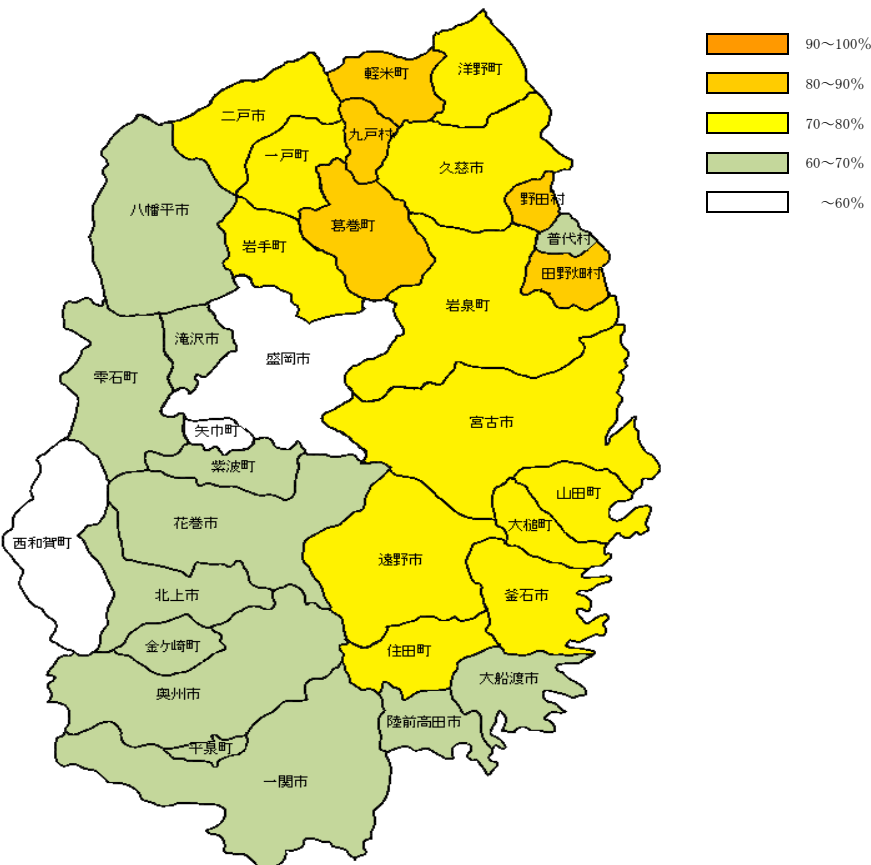 90～100%
80～90%
70～80%
60～70%
～60%
洋野町
軽米町
二戸市
九戸村
一戸町
久慈市
野田村
八幡平市
葛巻町
普代村
岩手町
田野畑村
岩泉町
滝沢市
盛岡市
雫石町
宮古市
矢巾町
紫波町
山田町
花巻市
大槌町
西和賀町
遠野市
北上市
釜石市
金ケ崎町
住田町
大船渡市
奥州市
陸前高田市
平泉町
一関市